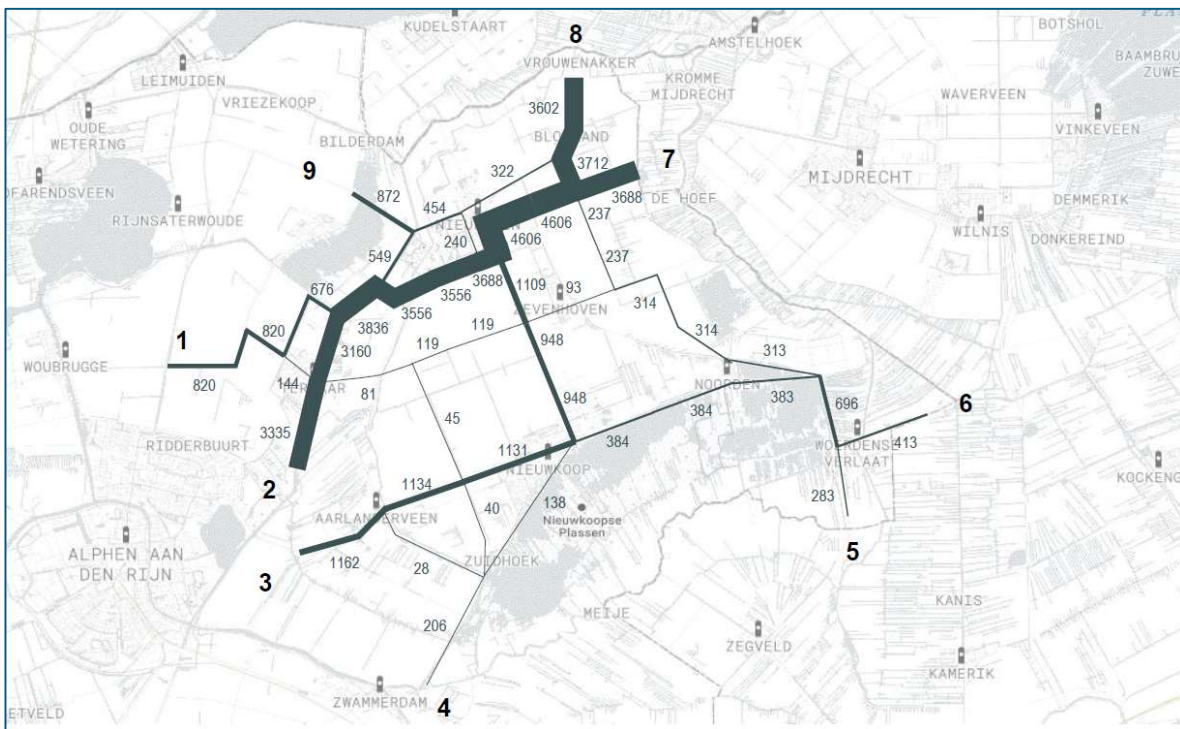 KUDELSTAART
8
AMSTELHOEK
BOTSHOL
VROUWENAKKER
LEIMUIDEN
KROMME
MIJDRECHT
BAAMBRU
ZUWE
VRIEZEKOOP
WAVERVEEN
OUDE
WETERING
3602
VINKEVEEN
BILDERDAM
7
9
322
3712
MIJDRECHT
OFARENDSVEEN
872
3688
DE HOEF
RIJNSATERWOUDE
454
237
DEMMERIK
4606
WILNIS
240
4606
DONKEREIND
549
237
3688
676
3556
1109
93
ZEVENHOVEN
3556
314
820
3836
119
314
1
119
948
WOUBRUGGE
3160
313
144
NOORDEN
820
81
383
6
948
384
696
45
3335
413
RIDDERBUURT
384
WOERDENSE
VERLAAT
1131
NIEUWKOOP
2
1134
KOCKENG
283
138
40
AARLANDERVEEN
Nieuwkoopse
Plassen
ALPHEN AAN
DEN RIJN
5
1162
ZUIDHOEK
3
28
KANIS
MEIJE
206
ZEGVELD
KAMERIK
ZWAMMERDAM
4
ETVELD